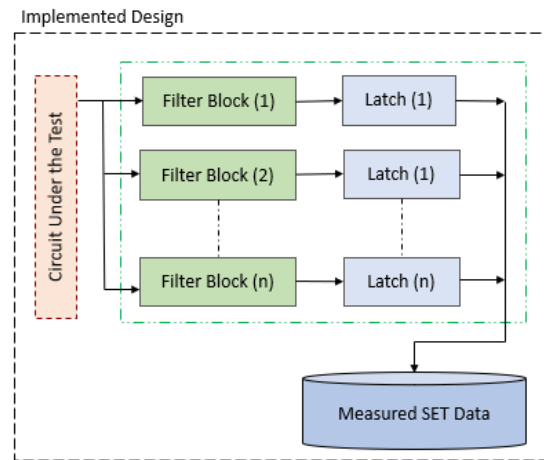 Implemented Design
Circuit Under the Test
Filter Block (1)
Latch (1)
Filter Block (2)
Latch (1)
Filter Block (n)
Latch (n)
Measured SET Data